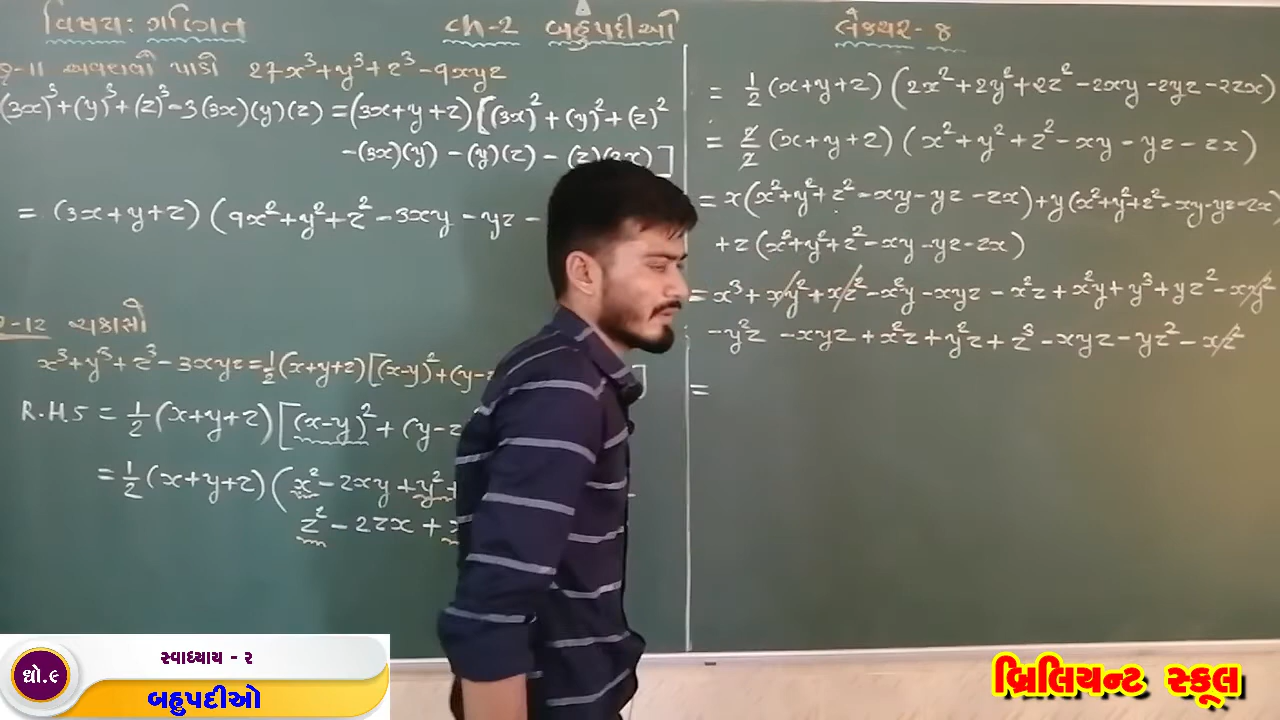 વિષય: ગણિત
ch-2 બહુપદીઓ
લેક્ચર - ૪
પ્ર-11 અવયવો પાડો 27x³+y³+z³-9xyz
(3x)³+(y)³+(z)³-3(3x)(y)(z) = (3x+y+z)[(3x)²+(y)²+(z)²
-(3x)(y) -(y)(z) -(z)(3x)]
= (3x+y+z)(9x²+y²+z²-3xy-yz-
-12 ચકાસો
x³+y³+z³-3xyz=½(x+y+z)[(x-y)²+(y-z
]
R.H.S = ½(x+y+z)[(x-y)²+(y-z
=½(x+y+z)(x²-2xy+y²+
z²-2zx+x
= ½(x+y+z)(2x²+2y²+2z²-2xy-2yz-2zx)
= 2/2(x+y+z)(x²+y²+z²-xy-yz-zx)
= x(x²+y²+z²-xy-yz-zx)+y(x²+y²+z²-xy-yz-zx)
+z(x²+y²+z²-xy-yz-zx)
= x³+xy²+xz²-x²y-xyz-x²z+x²y+y³+yz²-xy²
-y²z-xyz+x²z+y²z+z³-xyz-yz²-xz²
=
ધો.૯
સ્વાધ્યાય - ૨
બહુપદીઓ
બ્રિલિયન્ટ સ્કૂલ